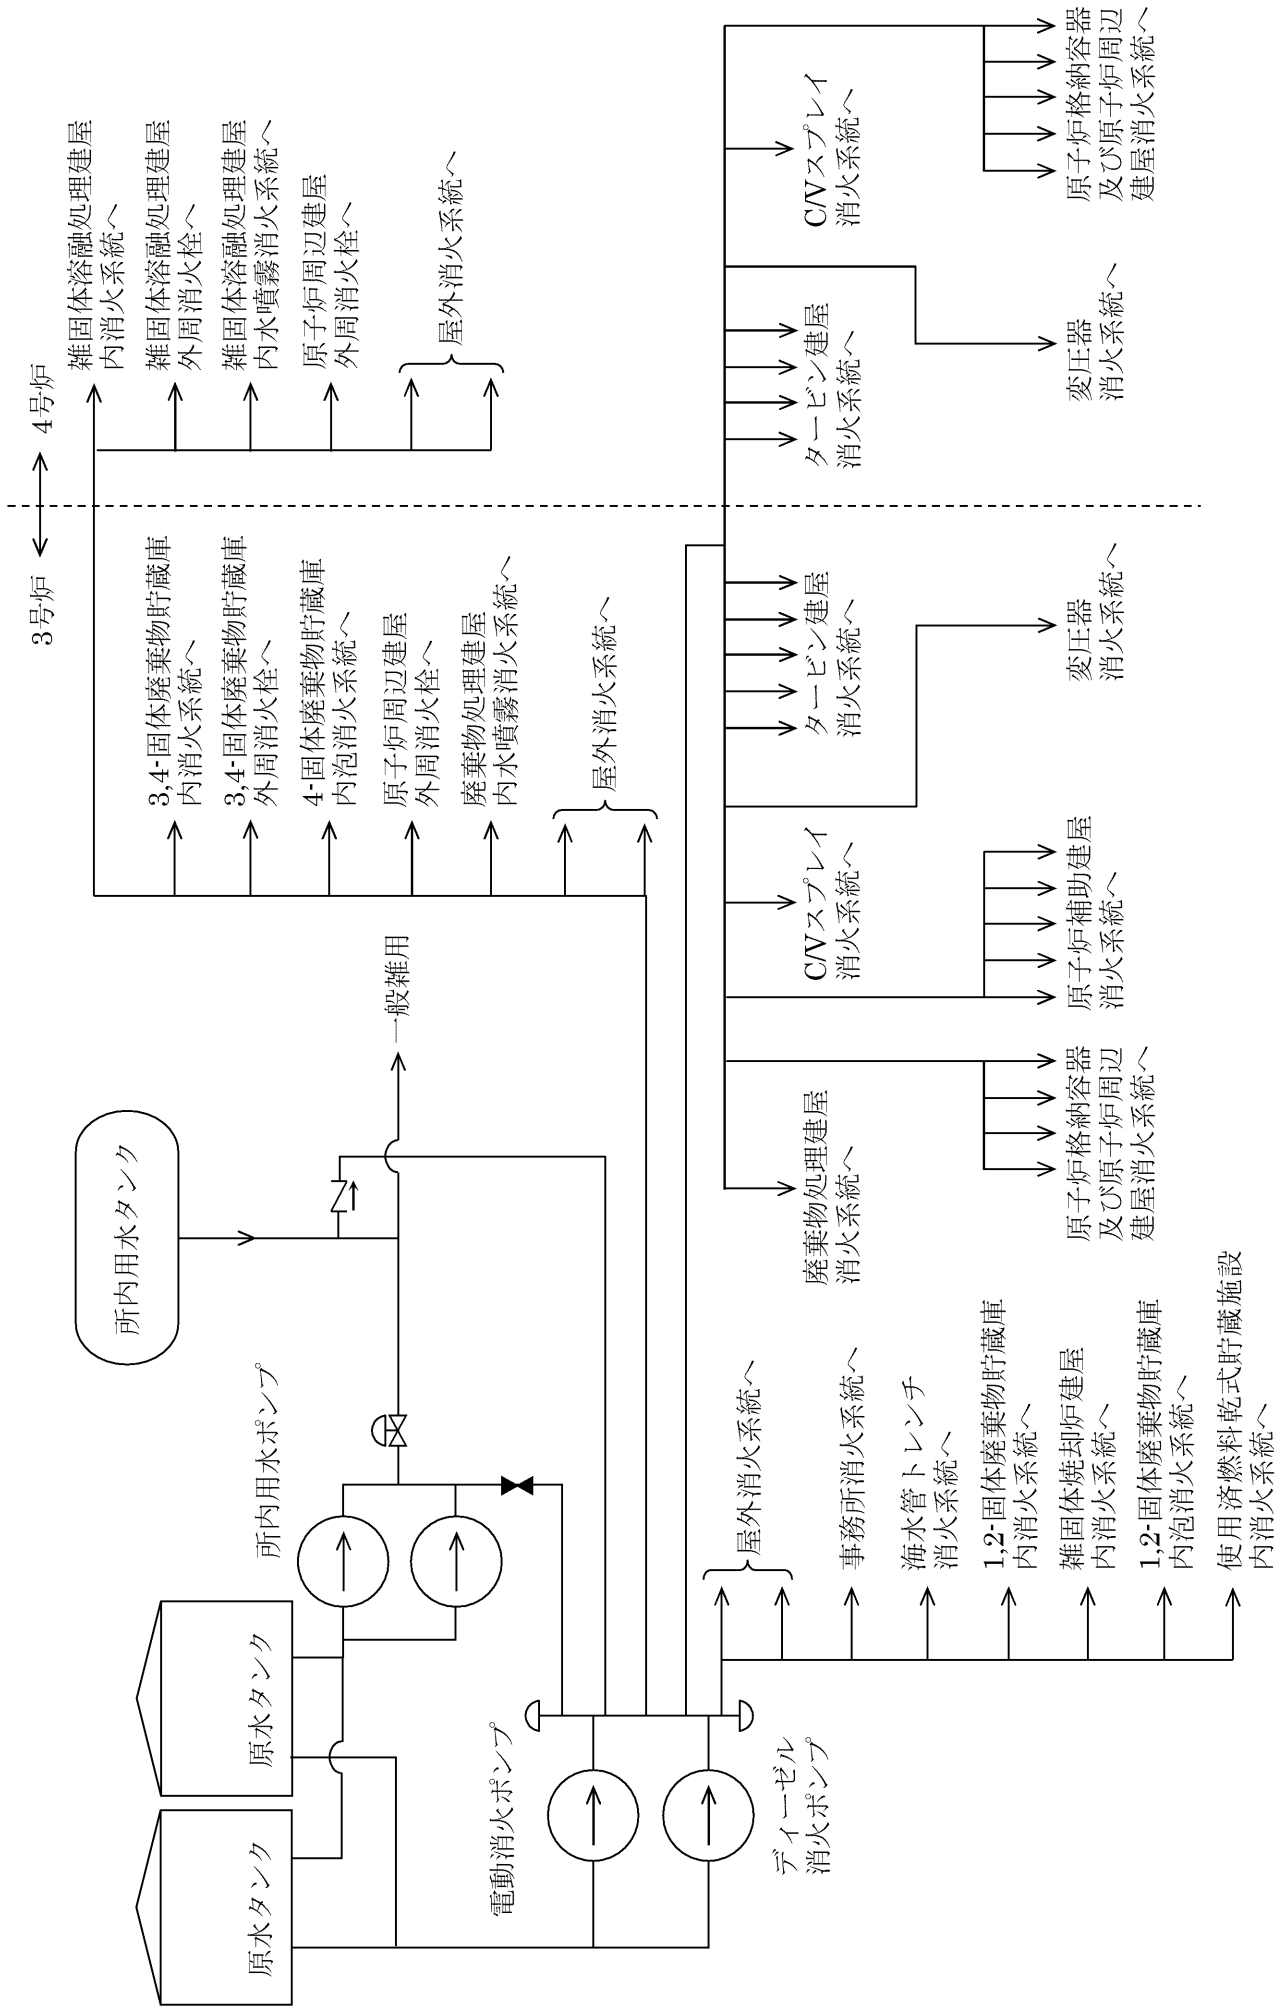 原水タンク
原水タンク
所内用水ポンプ
所内用水タンク
一般雑用
電動消火ポンプ
ディーゼル
消火ポンプ
3号炉
4号炉
3,4-固体廃棄物貯蔵庫
内消火系統へ
3,4-固体廃棄物貯蔵庫
外周消火栓へ
4-固体廃棄物貯蔵庫
内泡消火系統へ
原子炉周辺建屋
外周消火栓へ
廃棄物処理建屋
内水噴霧消火系統へ
屋外消火系統へ
雑固体溶融処理建屋
内消火系統へ
雑固体溶融処理建屋
外周消火栓へ
雑固体溶融処理建屋
内水噴霧消火系統へ
原子炉周辺建屋
外周消火栓へ
屋外消火系統へ
屋外消火系統へ
事務所消火系統へ
海水管トレンチ
消火系統へ
1,2-固体廃棄物貯蔵庫
内消火系統へ
雑固体焼却炉建屋
内消火系統へ
1,2-固体廃棄物貯蔵庫
内泡消火系統へ
使用済燃料乾式貯蔵施設
内消火系統へ
廃棄物処理建屋
消火系統へ
C/Vスプレイ
消火系統へ
タービン建屋
消火系統へ
タービン建屋
消火系統へ
C/Vスプレイ
消火系統へ
原子炉格納容器
及び原子炉周辺
建屋消火系統へ
原子炉補助建屋
消火系統へ
変圧器
消火系統へ
変圧器
消火系統へ
原子炉格納容器
及び原子炉周辺
建屋消火系統へ